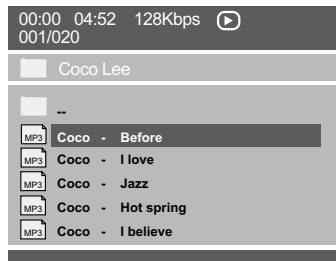 00:00 04:52 128Kbps
001/020
Coco Lee
--
MP3 Coco - Before
MP3 Coco - I love
MP3 Coco - Jazz
MP3 Coco - Hot spring
MP3 Coco - I believe